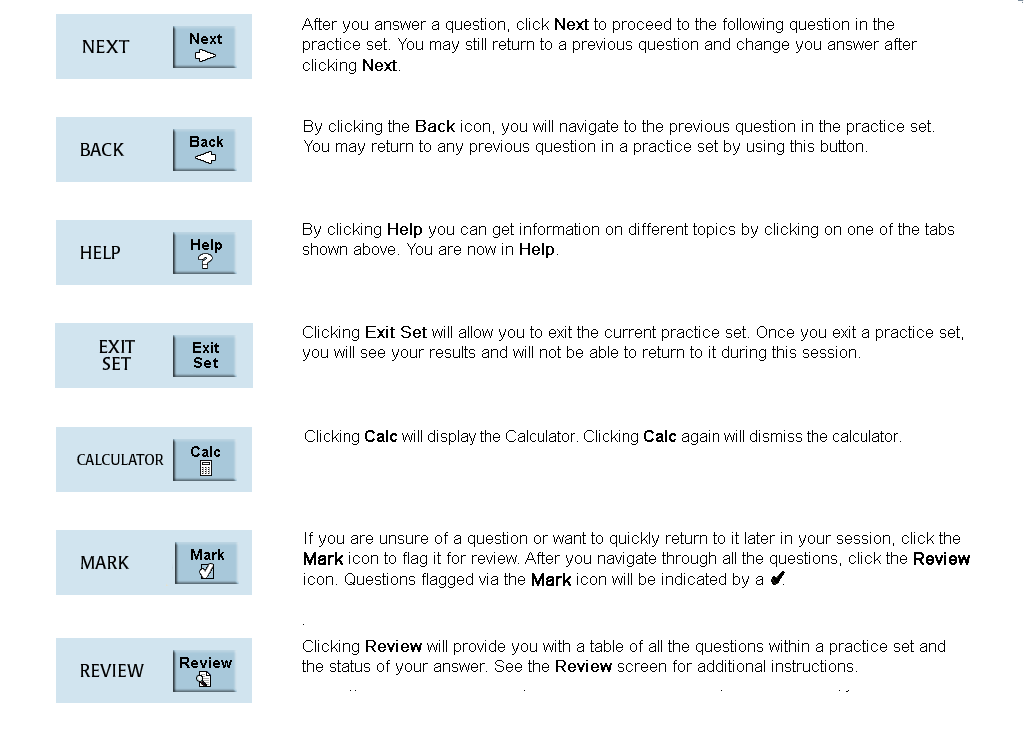 NEXT
Next
After you answer a question, click Next to proceed to the following question in the
practice set. You may still return to a previous question and change you answer after
clicking Next.
BACK
Back
By clicking the Back icon, you will navigate to the previous question in the practice set.
You may return to any previous question in a practice set by using this button.
HELP
Help
By clicking Help you can get information on different topics by clicking on one of the tabs
shown above. You are now in Help.
EXIT
SET
Exit
Set
Clicking Exit Set will allow you to exit the current practice set. Once you exit a practice set,
you will see your results and will not be able to return to it during this session.
CALCULATOR
Calc
Clicking Calc will display the Calculator. Clicking Calc again will dismiss the calculator.
MARK
Mark
If you are unsure of a question or want to quickly return to it later in your session, click the
Mark icon to flag it for review. After you navigate through all the questions, click the Review
icon. Questions flagged via the Mark icon will be indicated by a ✔.
.
REVIEW
Review
Clicking Review will provide you with a table of all the questions within a practice set and
the status of your answer. See the Review screen for additional instructions.